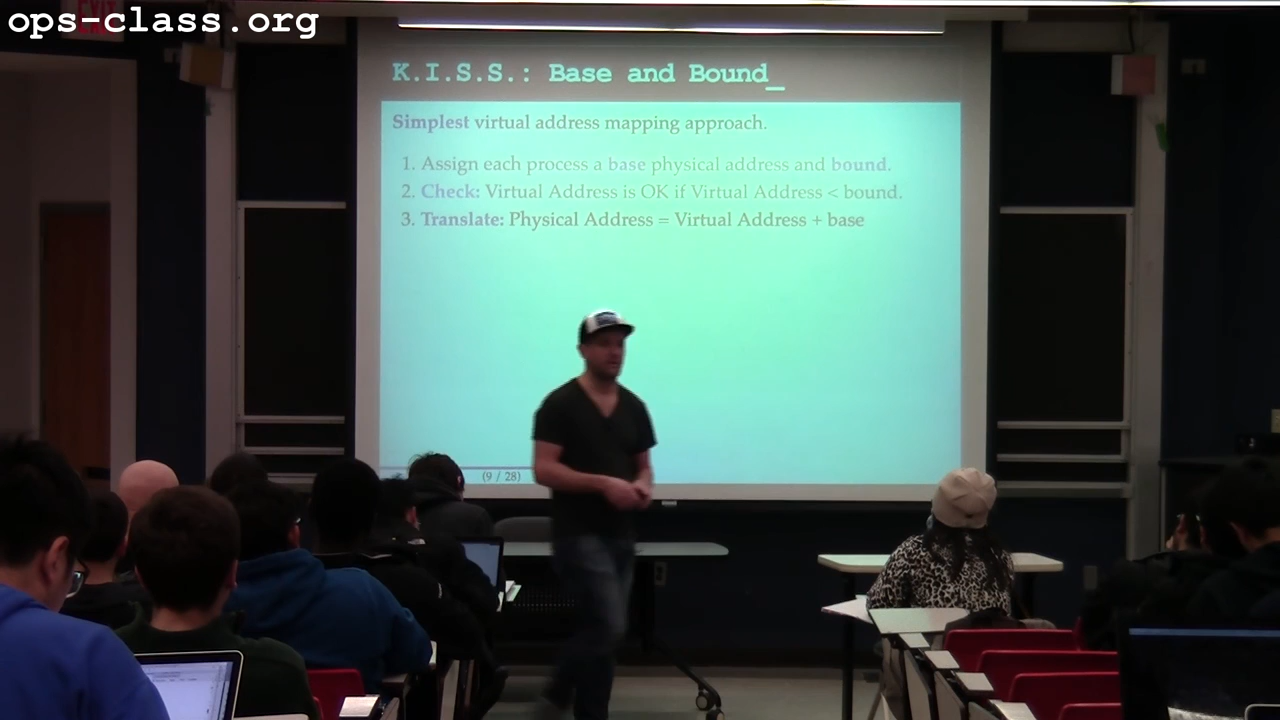 ops-class.org
EXIT
K.I.S.S.: Base and Bound_
Simplest virtual address mapping approach.
1. Assign each process a base physical address and bound.
2. Check: Virtual Address is OK if Virtual Address < bound.
3. Translate: Physical Address = Virtual Address + base
(9 / 28)